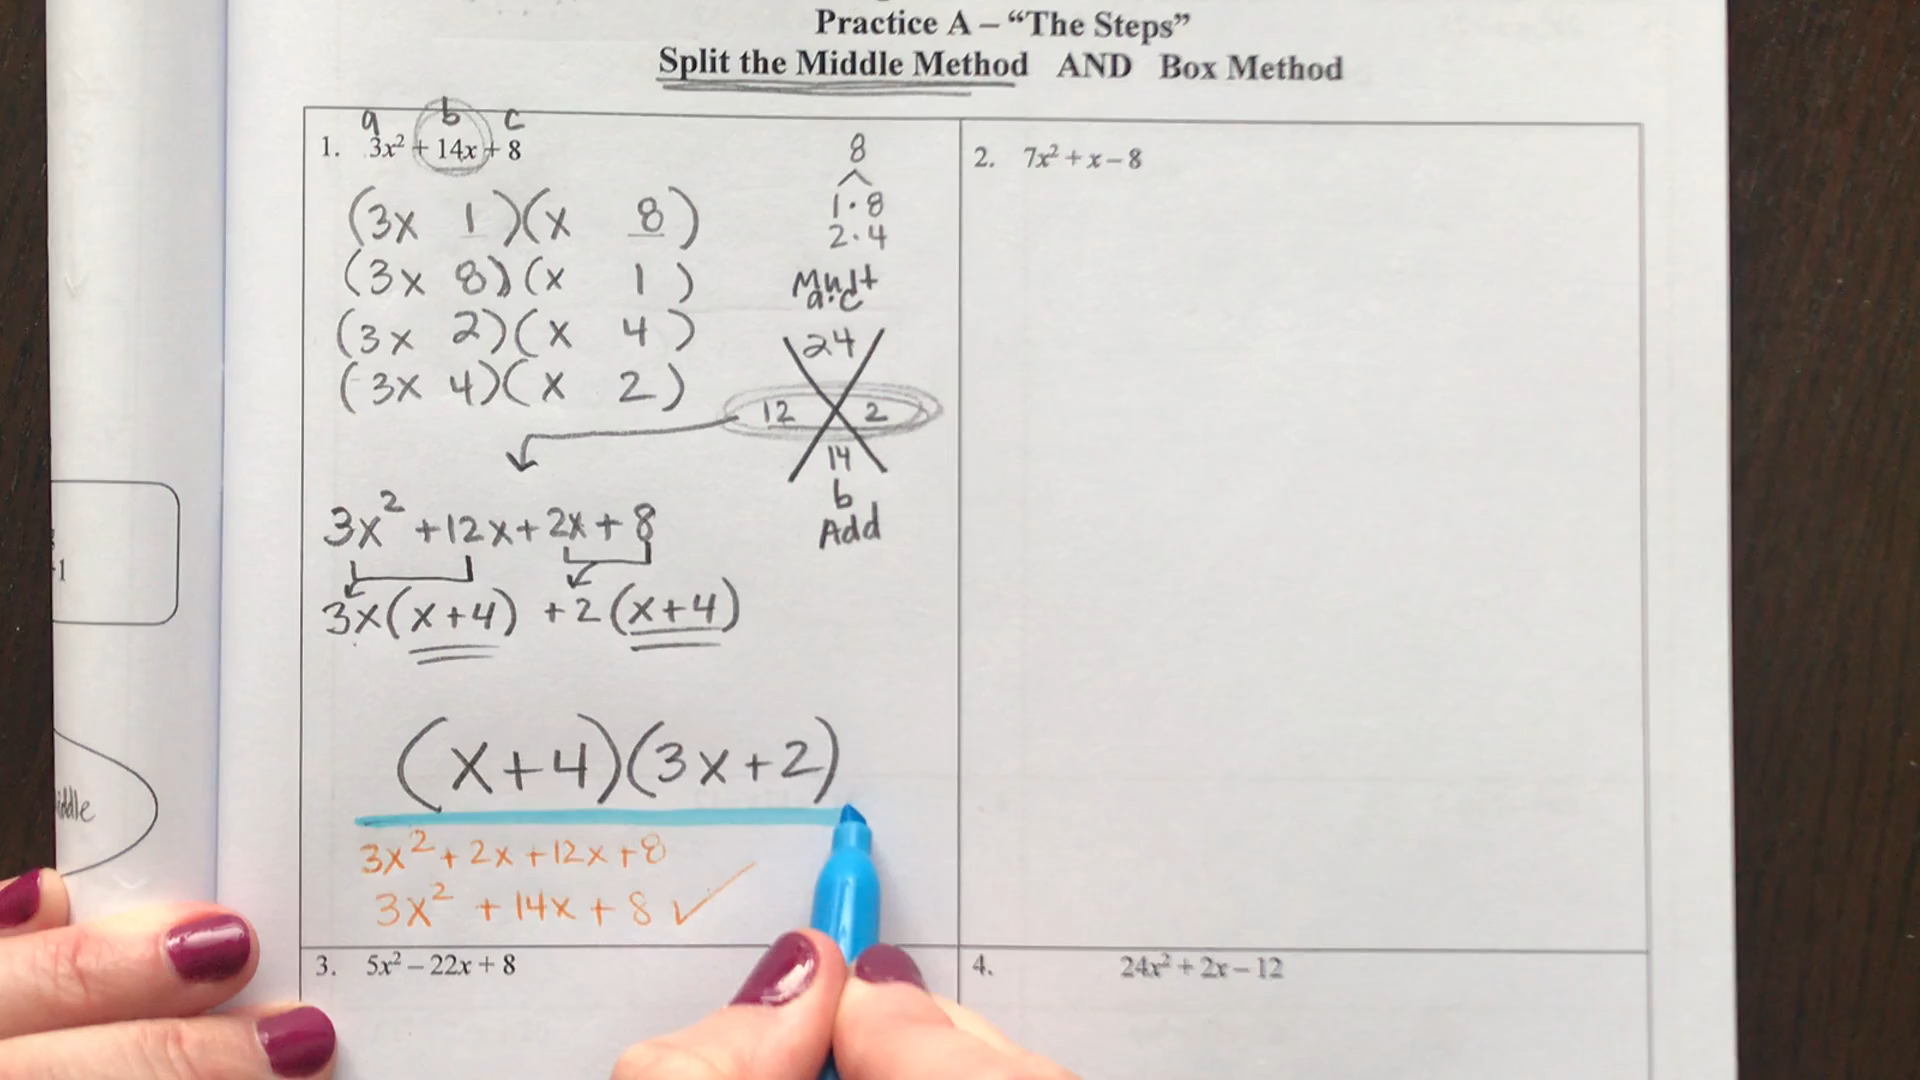 Practice A – “The Steps”
Split the Middle Method AND Box Method
a b c
1. 3x² + 14x + 8
(3x 1)(x 8)
(3x 8)(x 1)
(3x 2)(x 4)
(3x 4)(x 2)
8
1·8
2·4
Mult
a·c
24
12 2
14
b
Add
3x² +12x+2x+8
3x(x+4) +2(x+4)
(x+4)(3x+2)
3x²+2x+12x+8
3x² +14x+8 ✓
2. 7x² + x – 8
3. 5x² – 22x + 8
4. 24x² + 2x – 12
-1
iddle